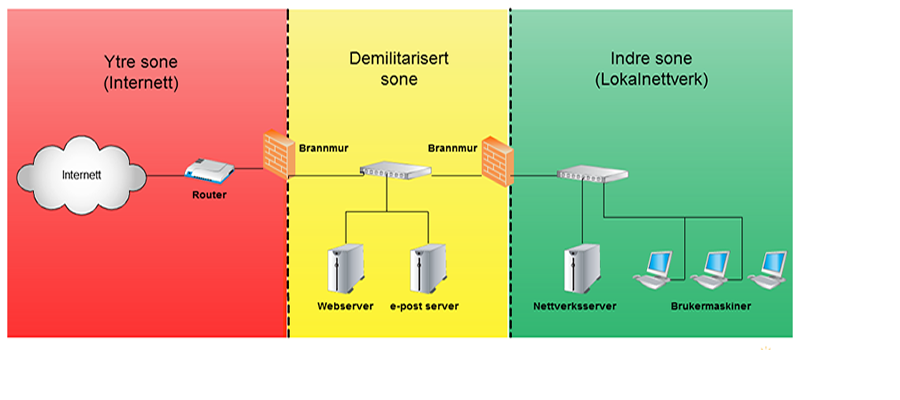 Ytre sone
(Internett)
Demilitarisert
sone
Indre sone
(Lokalnettverk)
Internett
Router
Brannmur
Brannmur
Webserver
e-post server
Nettverksserver
Brukermaskiner